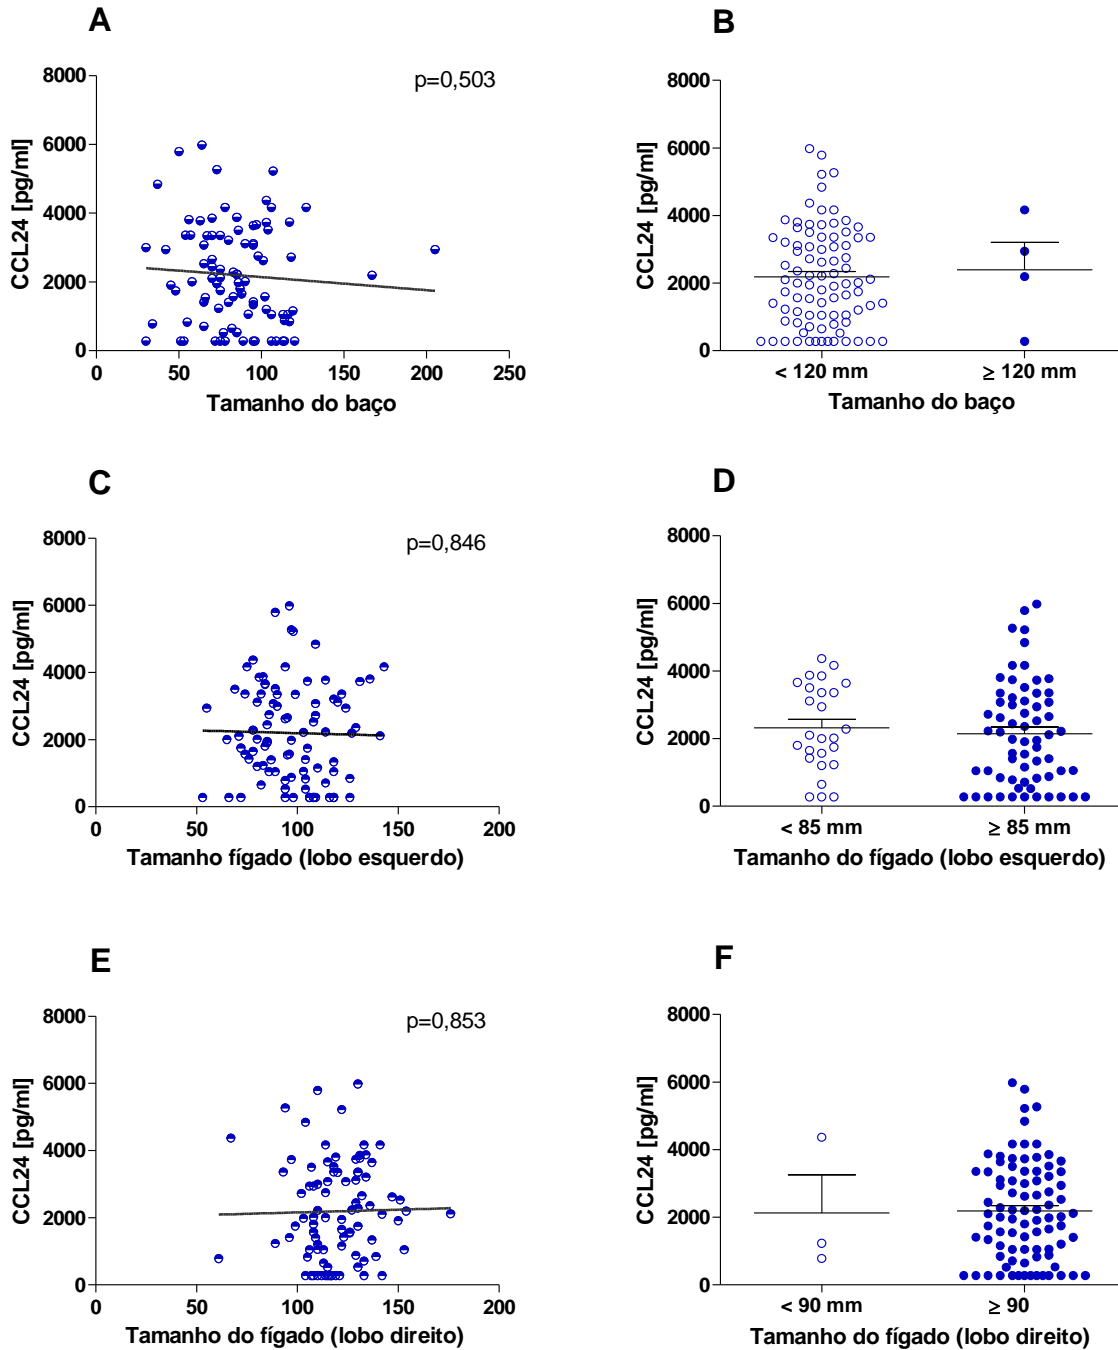 A
p=0,503
CCL24 [pg/ml]
8000
6000
4000
2000
0
0 50 100 150 200 250
Tamanho do baço
B
CCL24 [pg/ml]
8000
6000
4000
2000
0
< 120 mm ≥ 120 mm
Tamanho do baço
C
p=0,846
CCL24 [pg/ml]
8000
6000
4000
2000
0
0 50 100 150 200
Tamanho fígado (lobo esquerdo)
D
CCL24 [pg/ml]
8000
6000
4000
2000
0
< 85 mm ≥ 85 mm
Tamanho do fígado (lobo esquerdo)
E
p=0,853
CCL24 [pg/ml]
8000
6000
4000
2000
0
0 50 100 150 200
Tamanho do fígado (lobo direito)
F
CCL24 [pg/ml]
8000
6000
4000
2000
0
< 90 mm ≥ 90
Tamanho do fígado (lobo direito)